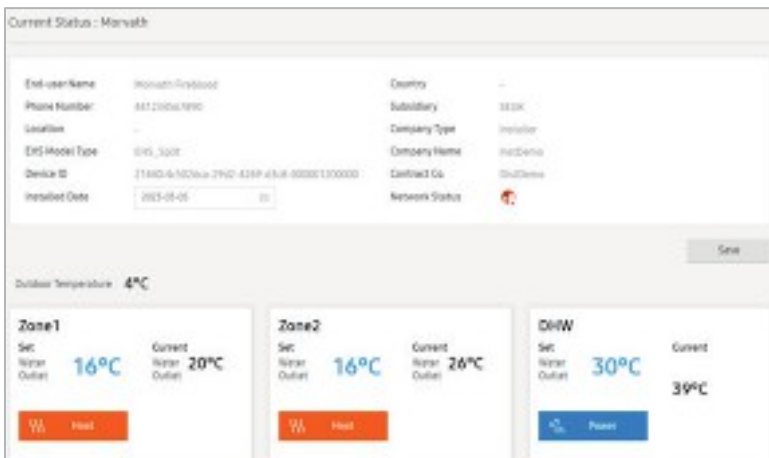 Current Status : Morvath
End-user Name
Country -
Phone Number
Subsidiary
Location -
Company Type Installer
EHS Model Type EHS_Split
Company Name InstDemo
Device ID
Contract Co.
Installed Date
Network Status
Save
Outdoor Temperature 4°C
Zone1
Set Water Outlet 16°C
Current Water Outlet 20°C
Heat
Zone2
Set Water Outlet 16°C
Current Water Outlet 26°C
Heat
DHW
Set Water Outlet 30°C
Current 39°C
Power